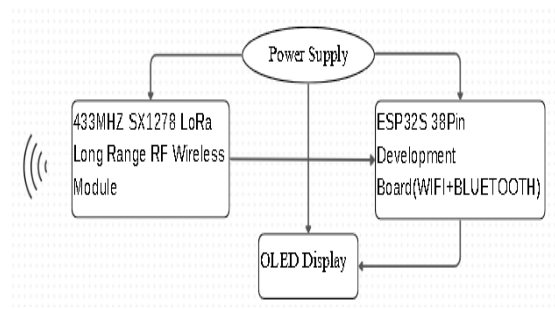 Power Supply
433MHZ SX1278 LoRa
Long Range RF Wireless
Module
ESP32S 38Pin
Development
Board(WIFI+BLUETOOTH)
OLED Display